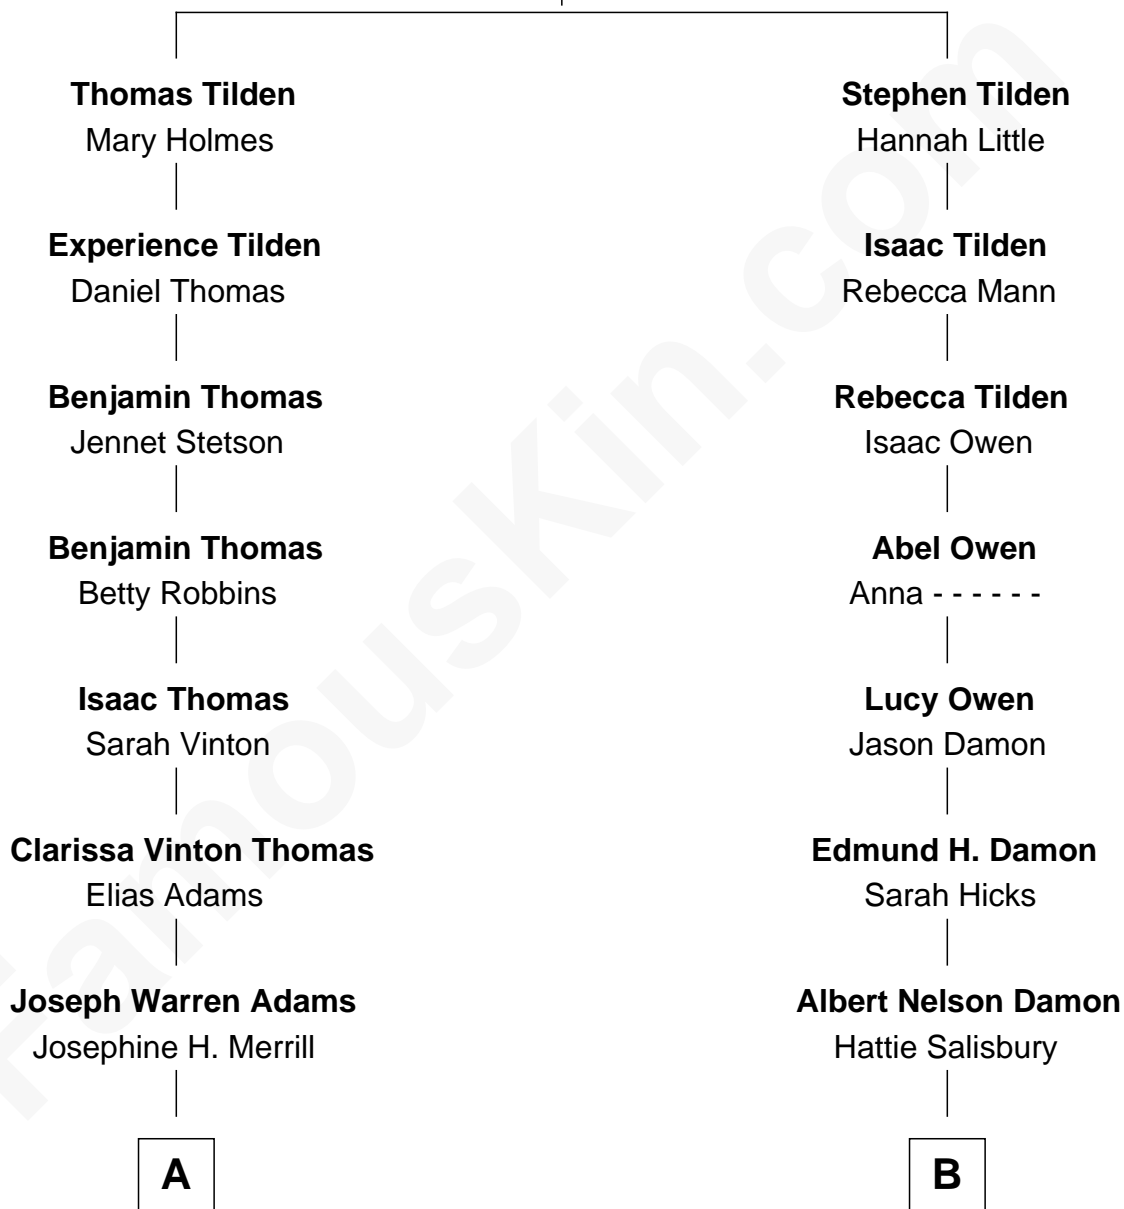 Thomas Tilden
Mary Holmes
Experience Tilden
Daniel Thomas
Benjamin Thomas
Jennet Stetson
Benjamin Thomas
Betty Robbins
Isaac Thomas
Sarah Vinton
Clarissa Vinton Thomas
Elias Adams
Joseph Warren Adams
Josephine H. Merrill
A
Stephen Tilden
Hannah Little
Isaac Tilden
Rebecca Mann
Rebecca Tilden
Isaac Owen
Abel Owen
Anna - - - - - -
Lucy Owen
Jason Damon
Edmund H. Damon
Sarah Hicks
Albert Nelson Damon
Hattie Salisbury
B
FamousKin.com